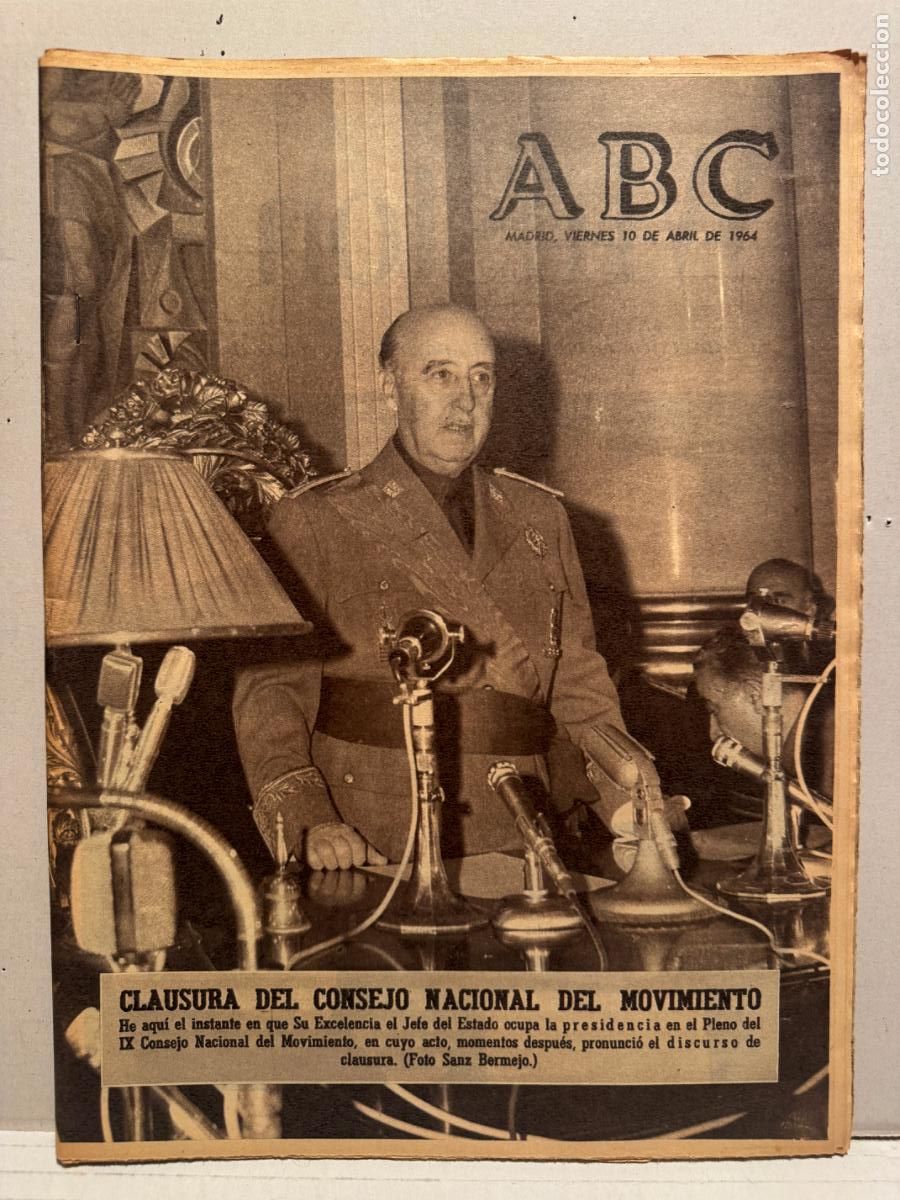 ABC
MADRID, VIERNES 10 DE ABRIL DE 1964
CLAUSURA DEL CONSEJO NACIONAL DEL MOVIMIENTO
He aquí el instante en que Su Excelencia el Jefe del Estado ocupa la presidencia en el Pleno del
IX Consejo Nacional del Movimiento, en cuyo acto, momentos después, pronunció el discurso de
clausura. (Foto Sanz Bermejo.)
todocoleccion